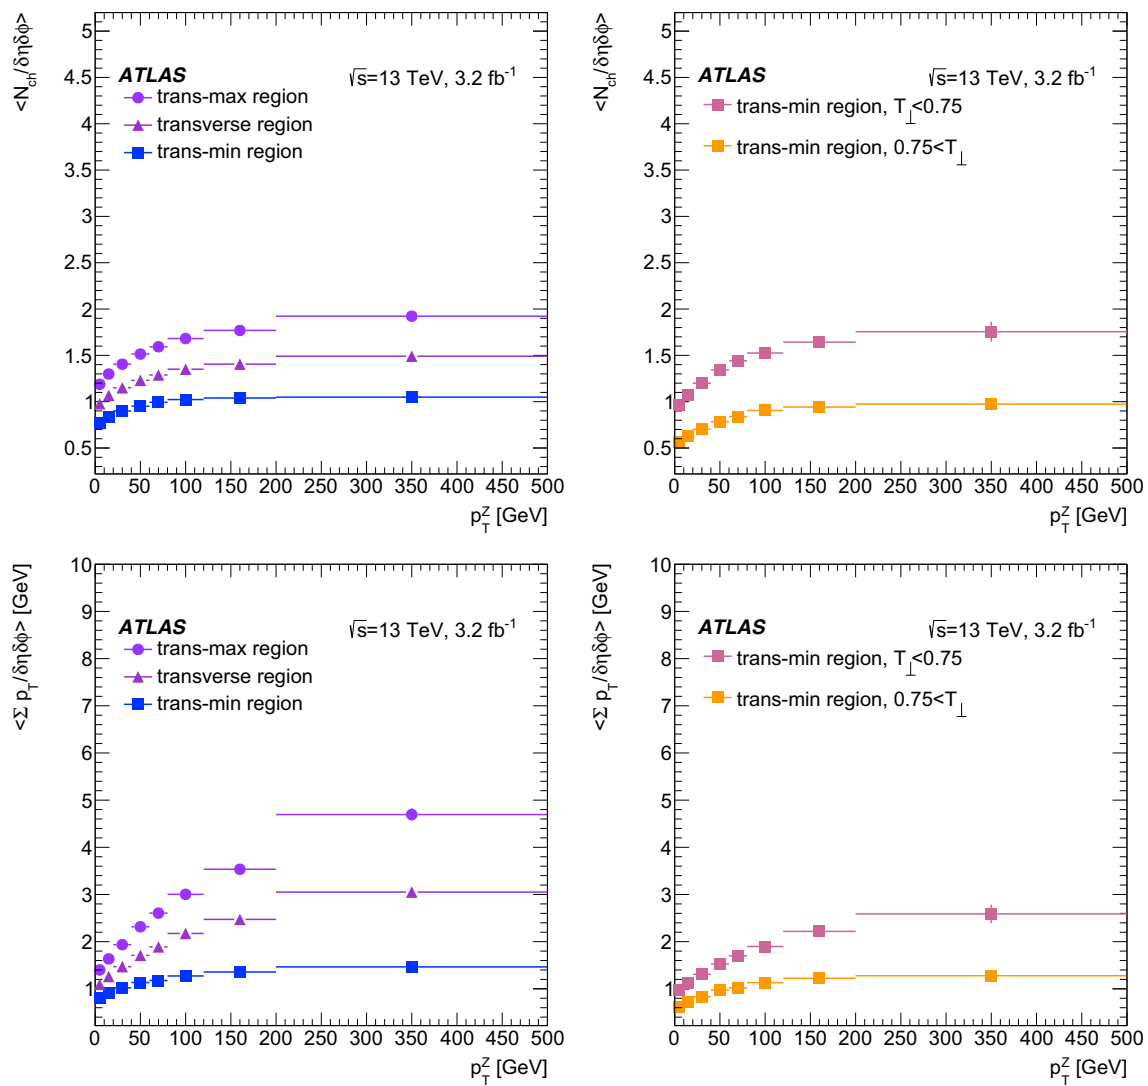 <N_ch/δηδϕ>
5
4.5
4
3.5
3
2.5
2
1.5
1
0.5
ATLAS
√s=13 TeV, 3.2 fb⁻¹
trans-max region
transverse region
trans-min region
0 50 100 150 200 250 300 350 400 450 500
p_T^Z [GeV]
<N_ch/δηδϕ>
5
4.5
4
3.5
3
2.5
2
1.5
1
0.5
ATLAS
√s=13 TeV, 3.2 fb⁻¹
trans-min region, T_⊥<0.75
trans-min region, 0.75<T_⊥
0 50 100 150 200 250 300 350 400 450 500
p_T^Z [GeV]
<Σ p_T/δηδϕ> [GeV]
10
9
8
7
6
5
4
3
2
1
ATLAS
√s=13 TeV, 3.2 fb⁻¹
trans-max region
transverse region
trans-min region
0 50 100 150 200 250 300 350 400 450 500
p_T^Z [GeV]
<Σ p_T/δηδϕ> [GeV]
10
9
8
7
6
5
4
3
2
1
ATLAS
√s=13 TeV, 3.2 fb⁻¹
trans-min region, T_⊥<0.75
trans-min region, 0.75<T_⊥
0 50 100 150 200 250 300 350 400 450 500
p_T^Z [GeV]